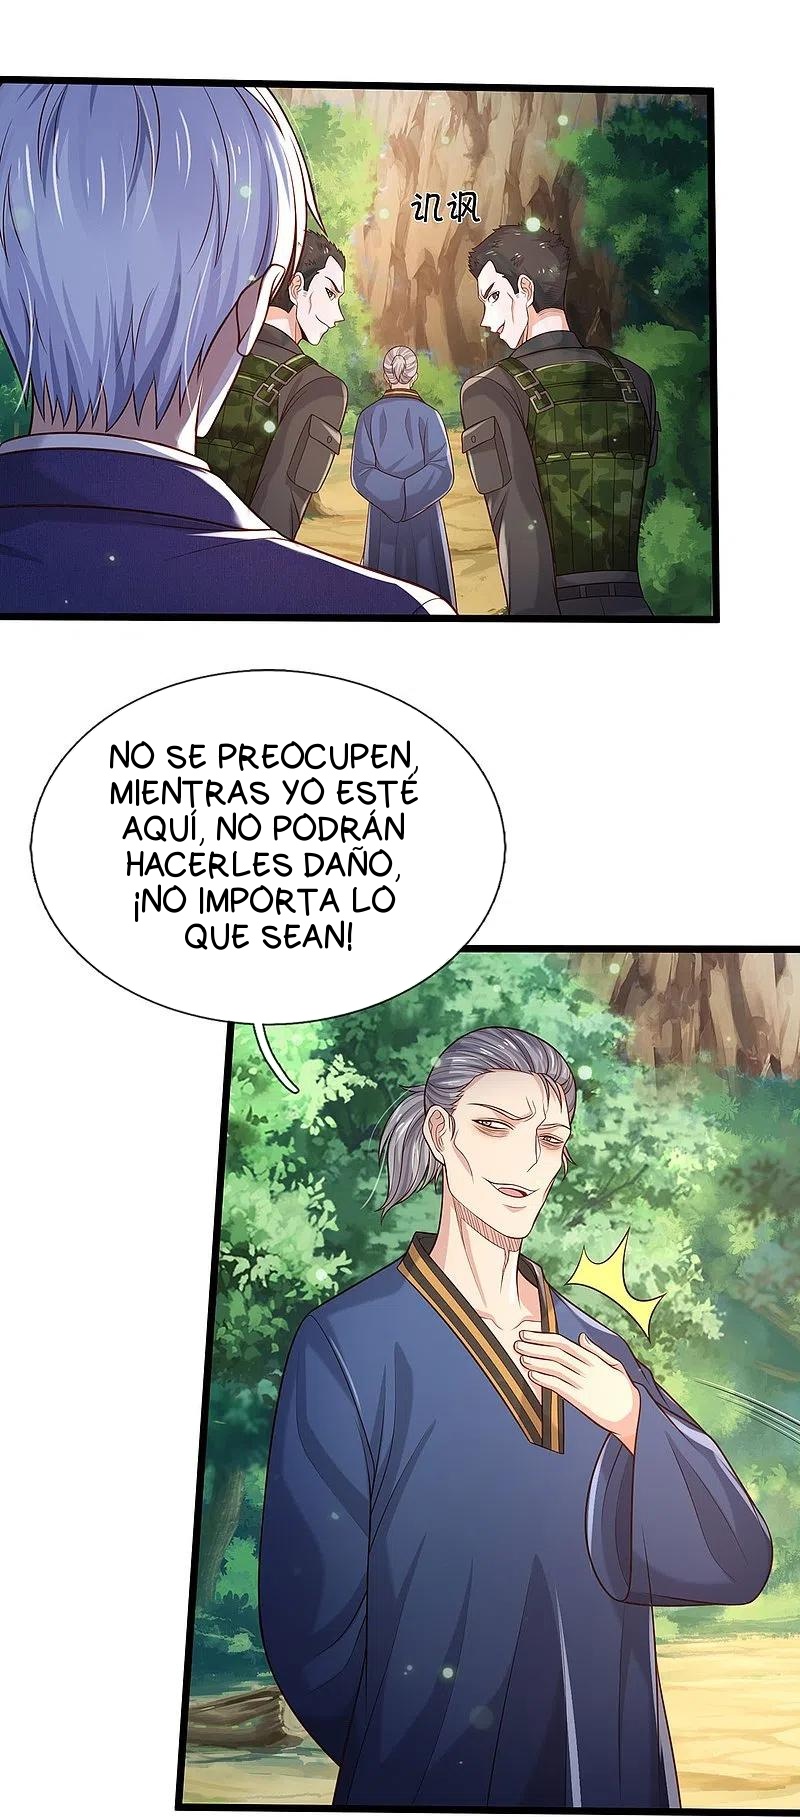 讥讽
NO SE PREOCUPEN,
MIENTRAS YO ESTÉ
AQUÍ, NO PODRÁN
HACERLES DAÑO,
¡NO IMPORTA LO
QUE SEAN!